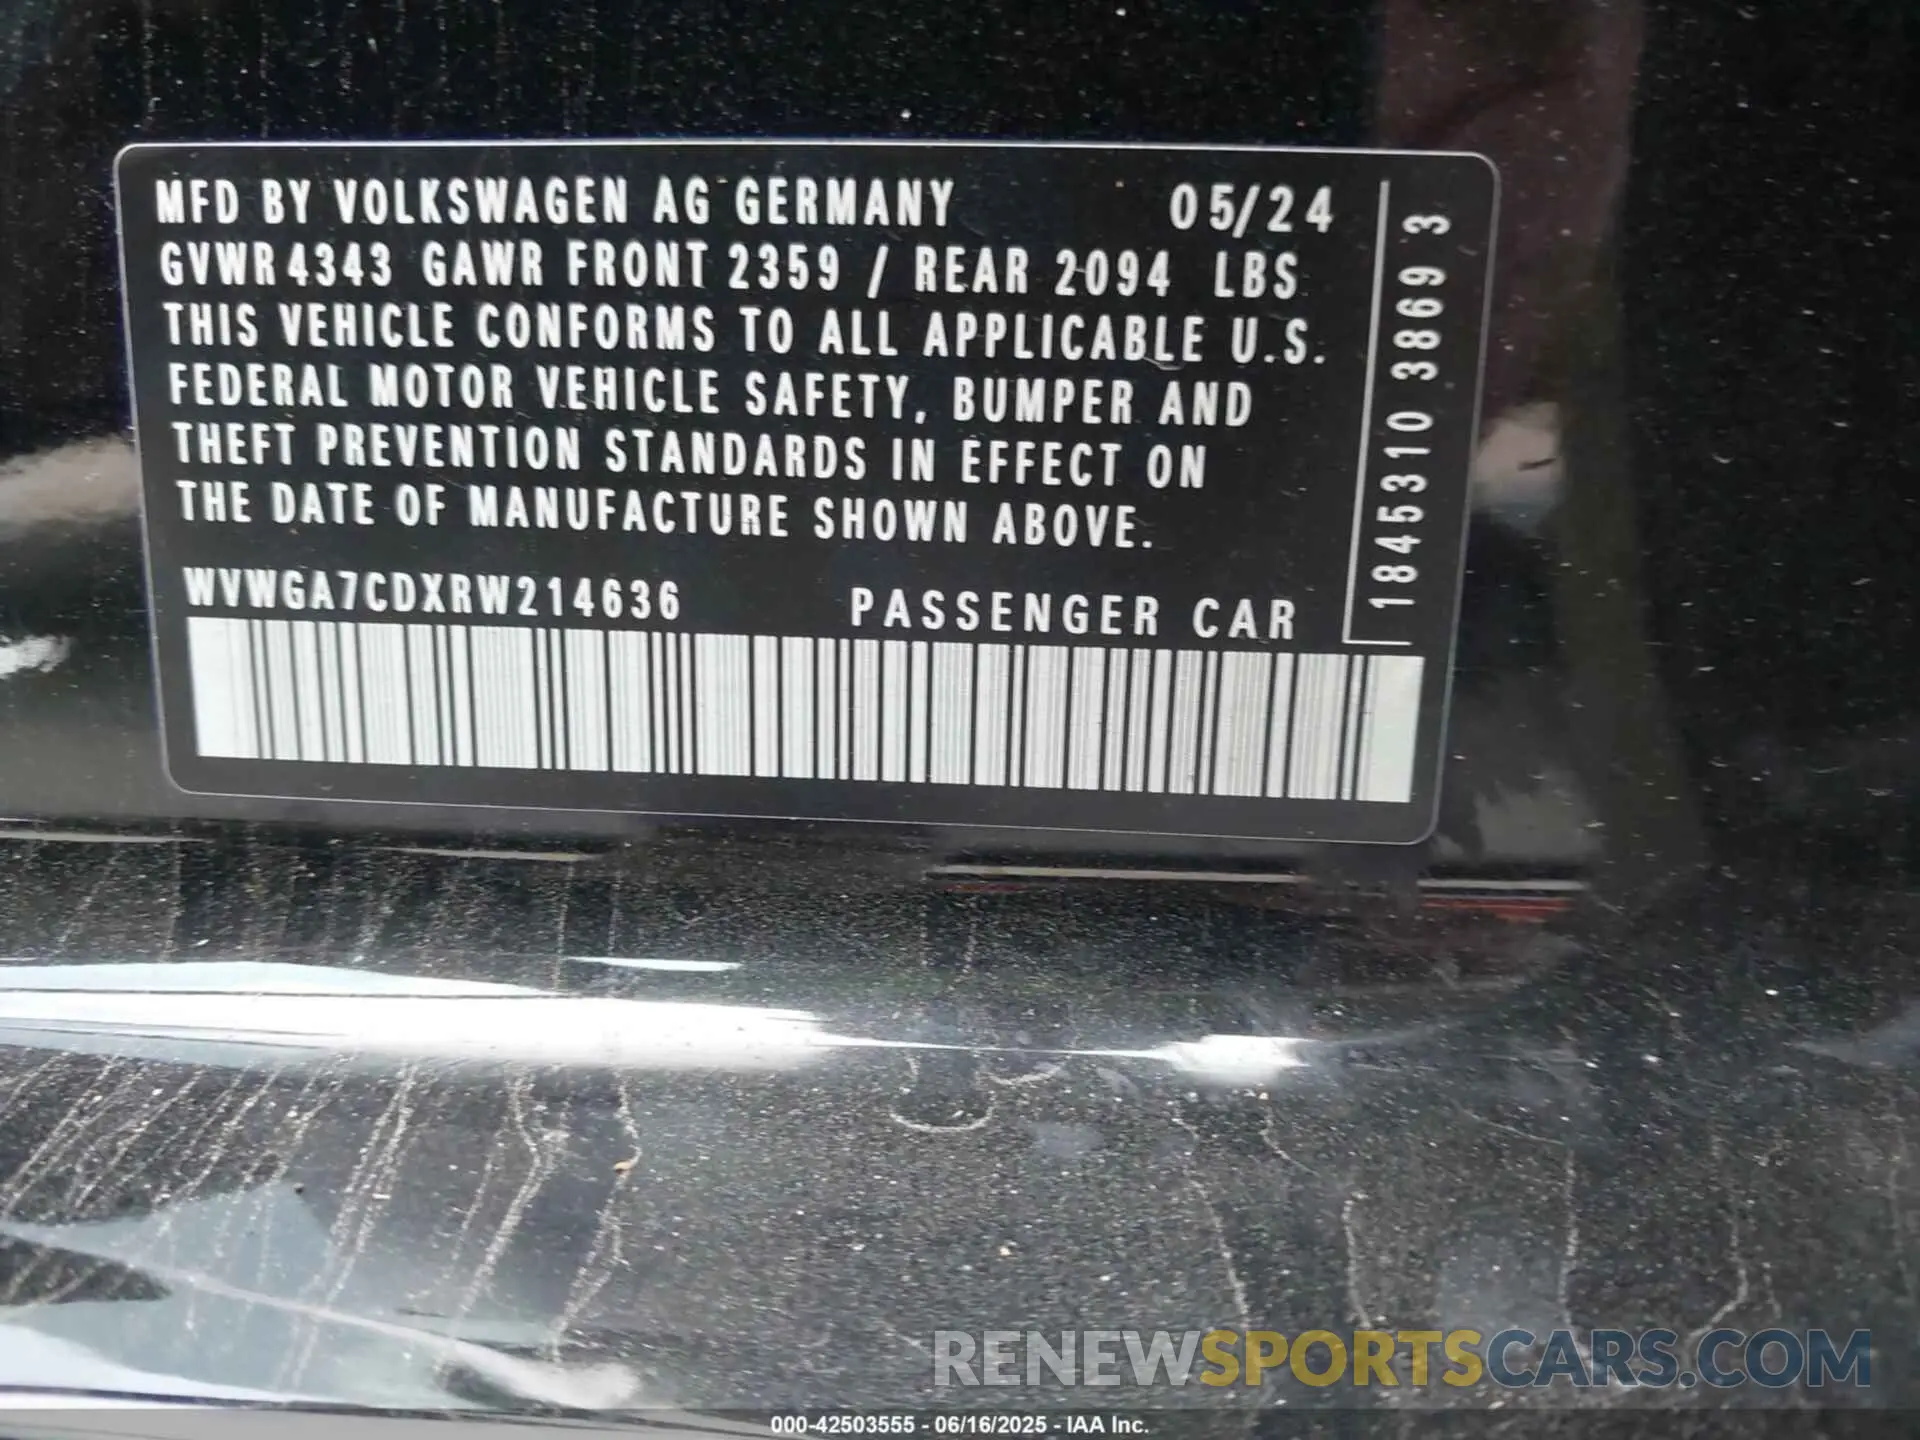 MFD BY VOLKSWAGEN AG GERMANY 05/24
GVWR 4343 GAWR FRONT 2359 / REAR 2094 LBS
THIS VEHICLE CONFORMS TO ALL APPLICABLE U.S.
FEDERAL MOTOR VEHICLE SAFETY, BUMPER AND
THEFT PREVENTION STANDARDS IN EFFECT ON
THE DATE OF MANUFACTURE SHOWN ABOVE.
WVWGA7CDXRW214636 PASSENGER CAR
1845310 3869 3
RENEWSPORTSCARS.COM
000-42503555 - 06/16/2025 - IAA Inc.